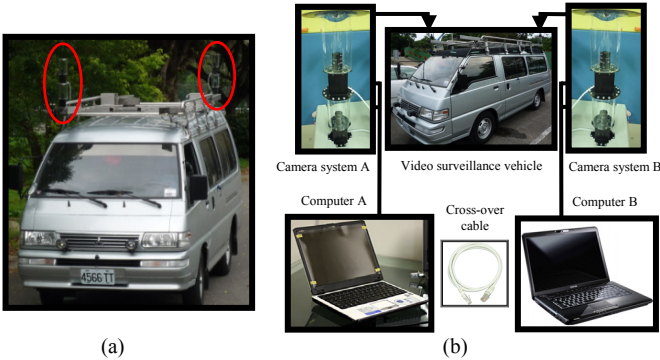 4566 TT
Camera system A
Video surveillance vehicle
Camera system B
Computer A
Cross-over
cable
Computer B
(a)
(b)